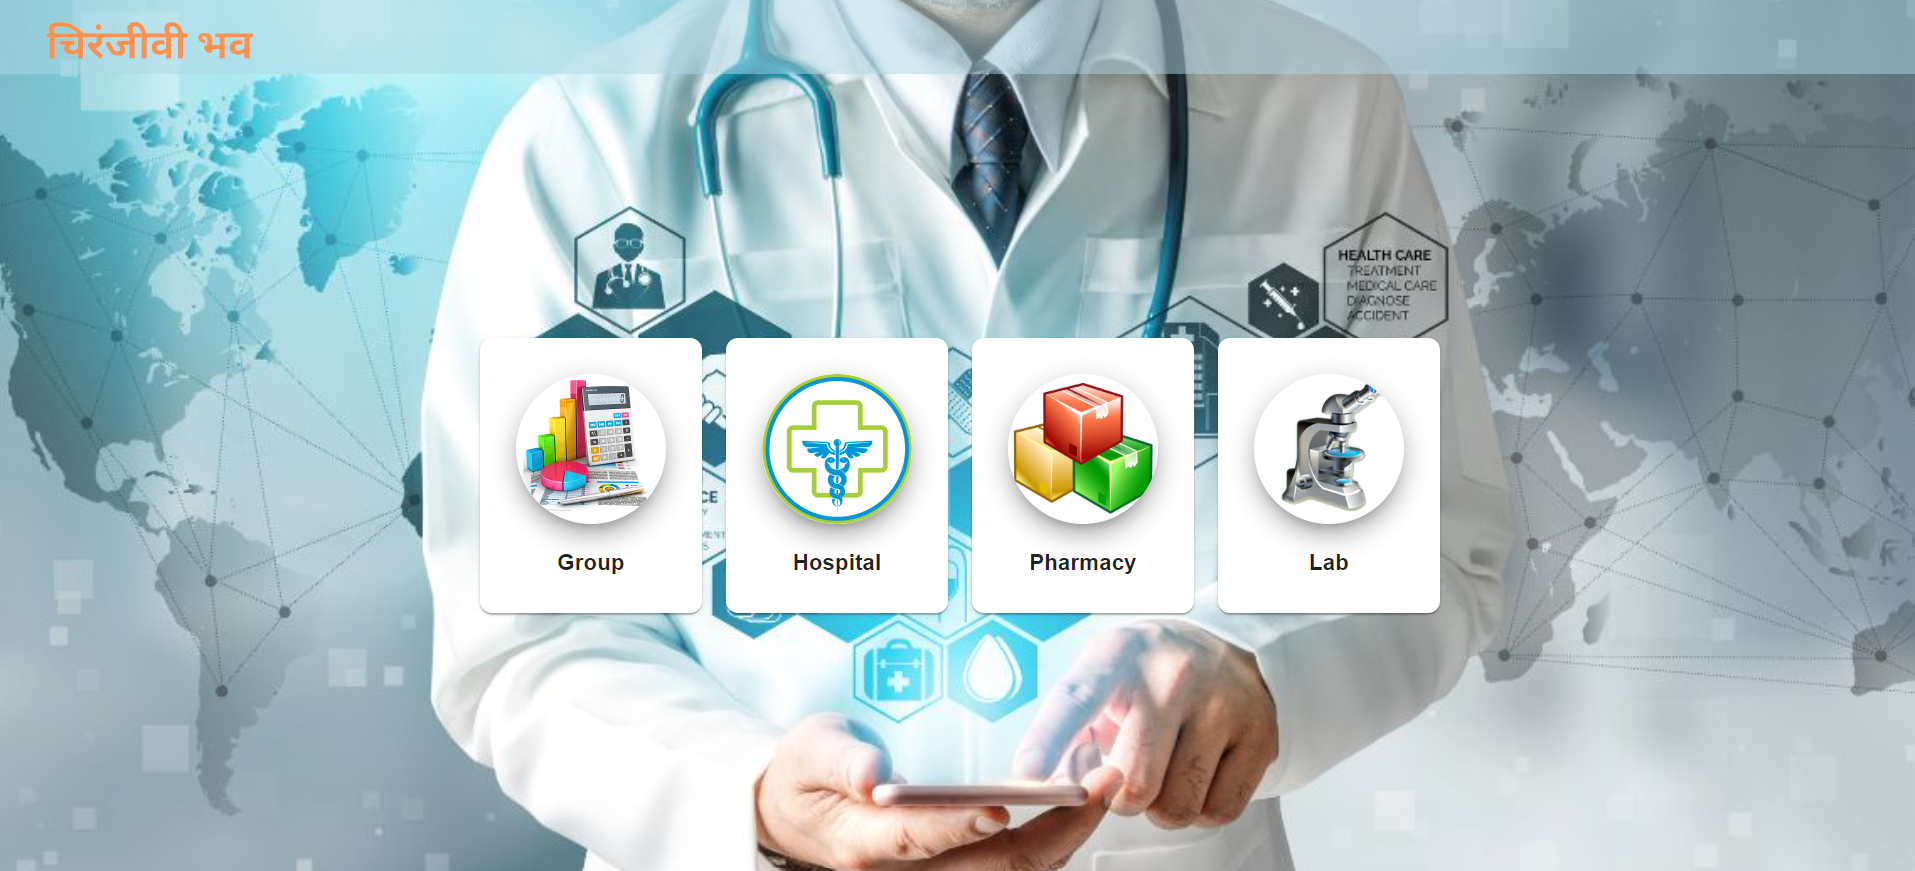 चिरंजीवी भव
HEALTH CARE
TREATMENT
MEDICAL CARE
DIAGNOSE
ACCIDENT
Group
Hospital
Pharmacy
Lab